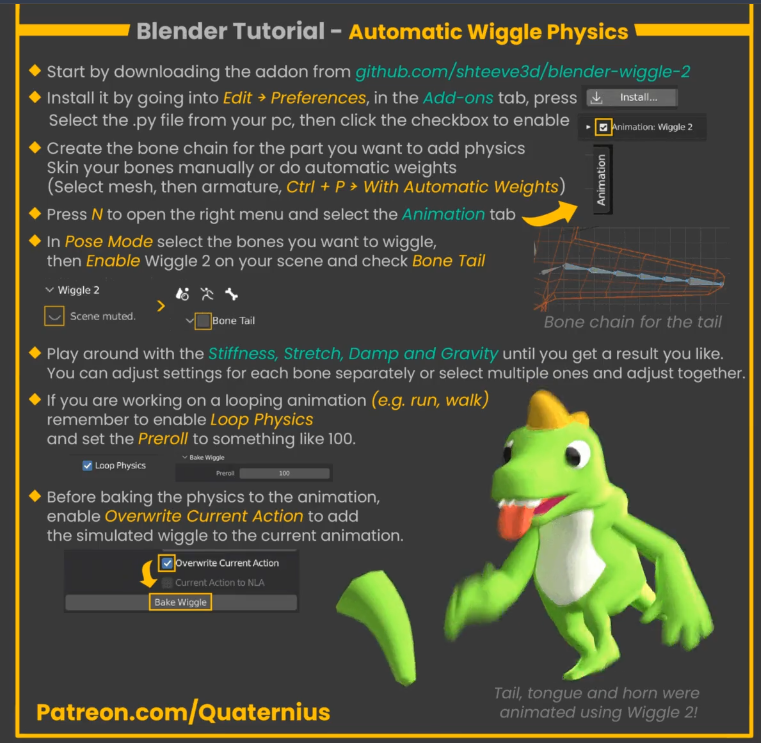 Blender Tutorial - Automatic Wiggle Physics
Start by downloading the addon from github.com/shteeve3d/blender-wiggle-2
Install it by going into Edit → Preferences, in the Add-ons tab, press Install...
Select the .py file from your pc, then click the checkbox to enable
Animation: Wiggle 2
Create the bone chain for the part you want to add physics
Skin your bones manually or do automatic weights
(Select mesh, then armature, Ctrl + P → With Automatic Weights)
Animation
Press N to open the right menu and select the Animation tab
In Pose Mode select the bones you want to wiggle,
then Enable Wiggle 2 on your scene and check Bone Tail
Wiggle 2
Scene muted.
Bone Tail
Bone chain for the tail
Play around with the Stiffness, Stretch, Damp and Gravity until you get a result you like.
You can adjust settings for each bone separately or select multiple ones and adjust together.
If you are working on a looping animation (e.g. run, walk)
remember to enable Loop Physics
and set the Preroll to something like 100.
Loop Physics
Bake Wiggle
Preroll 100
Before baking the physics to the animation,
enable Overwrite Current Action to add
the simulated wiggle to the current animation.
Overwrite Current Action
Current Action to NLA
Bake Wiggle
Patreon.com/Quaternius
Tail, tongue and horn were
animated using Wiggle 2!